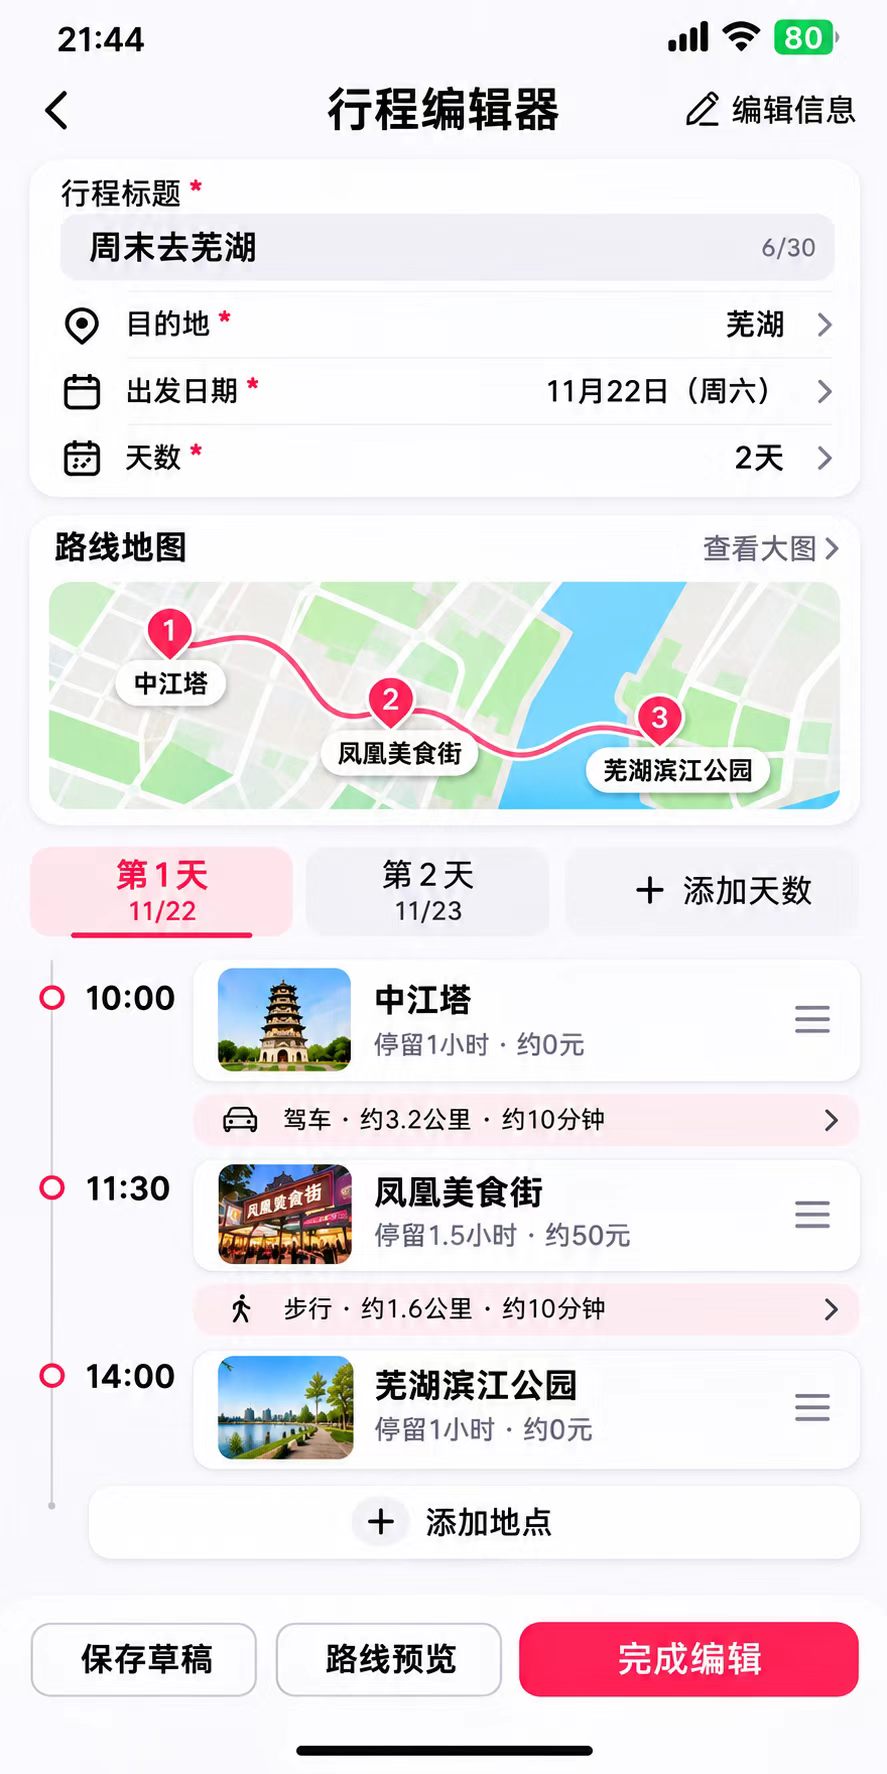 21:44
80
行程编辑器
编辑信息
行程标题 *
周末去芜湖
6/30
目的地 *
芜湖
出发日期 *
11月22日（周六）
天数 *
2天
路线地图
查看大图
1
中江塔
2
凤凰美食街
3
芜湖滨江公园
第1天
11/22
第2天
11/23
+ 添加天数
10:00
中江塔
停留1小时 · 约0元
驾车 · 约3.2公里 · 约10分钟
11:30
凤凰美食街
凤凰美食街
停留1.5小时 · 约50元
步行 · 约1.6公里 · 约10分钟
14:00
芜湖滨江公园
停留1小时 · 约0元
+ 添加地点
保存草稿
路线预览
完成编辑